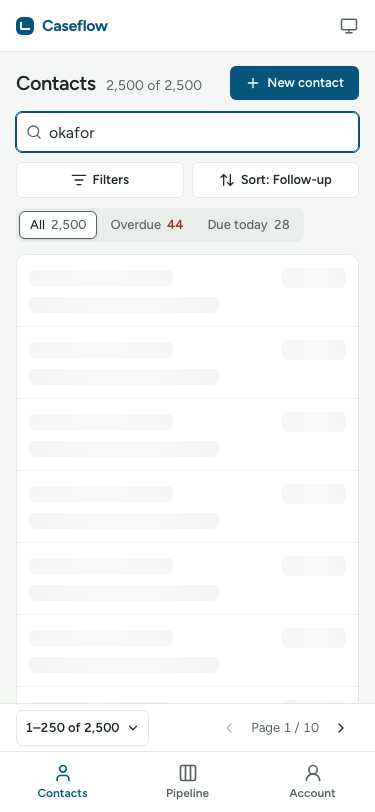 Caseflow
Contacts 2,500 of 2,500
New contact
okafor
Filters
Sort: Follow-up
All 2,500 Overdue 44 Due today 28
1–250 of 2,500
Page 1 / 10
Contacts Pipeline Account